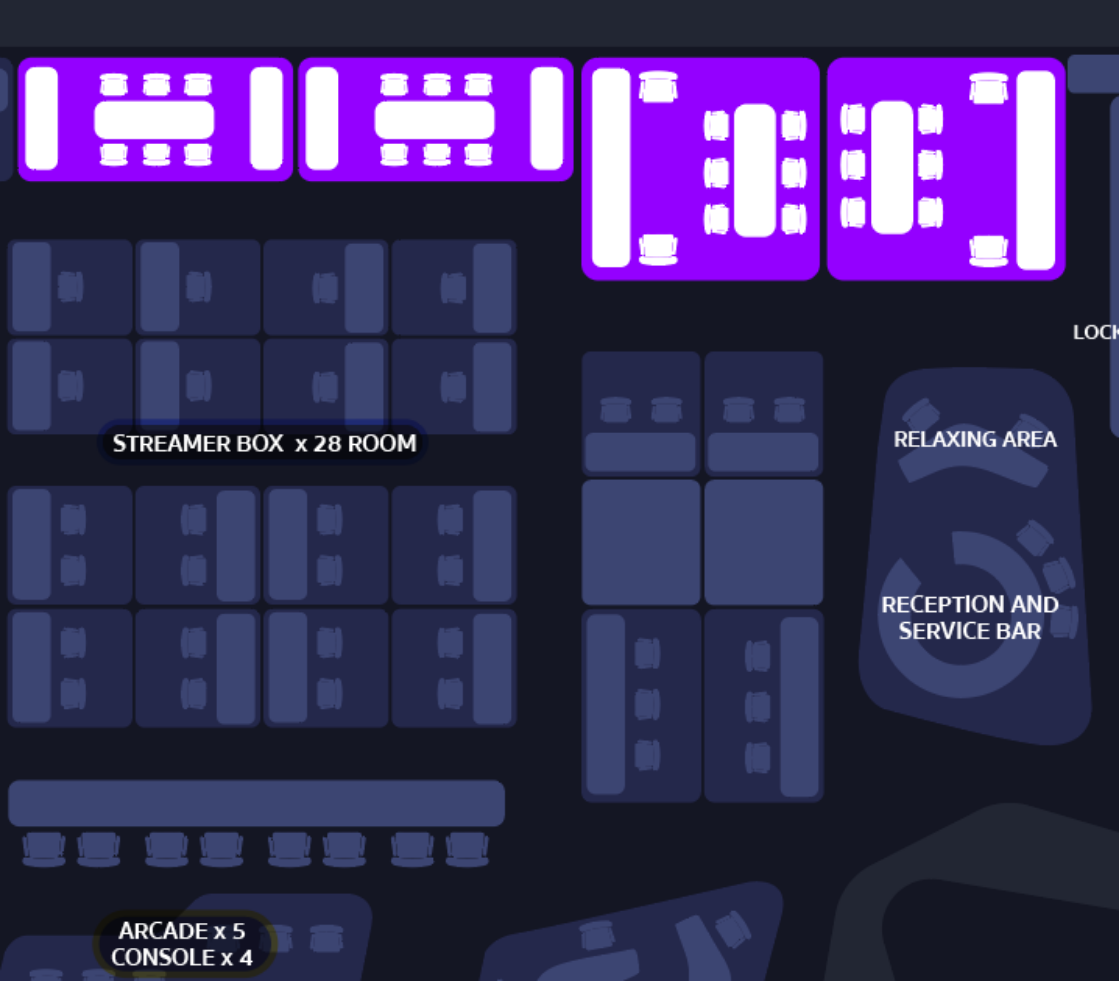 LOCK
STREAMER BOX x 28 ROOM
RELAXING AREA
RECEPTION AND
SERVICE BAR
ARCADE x 5
CONSOLE x 4